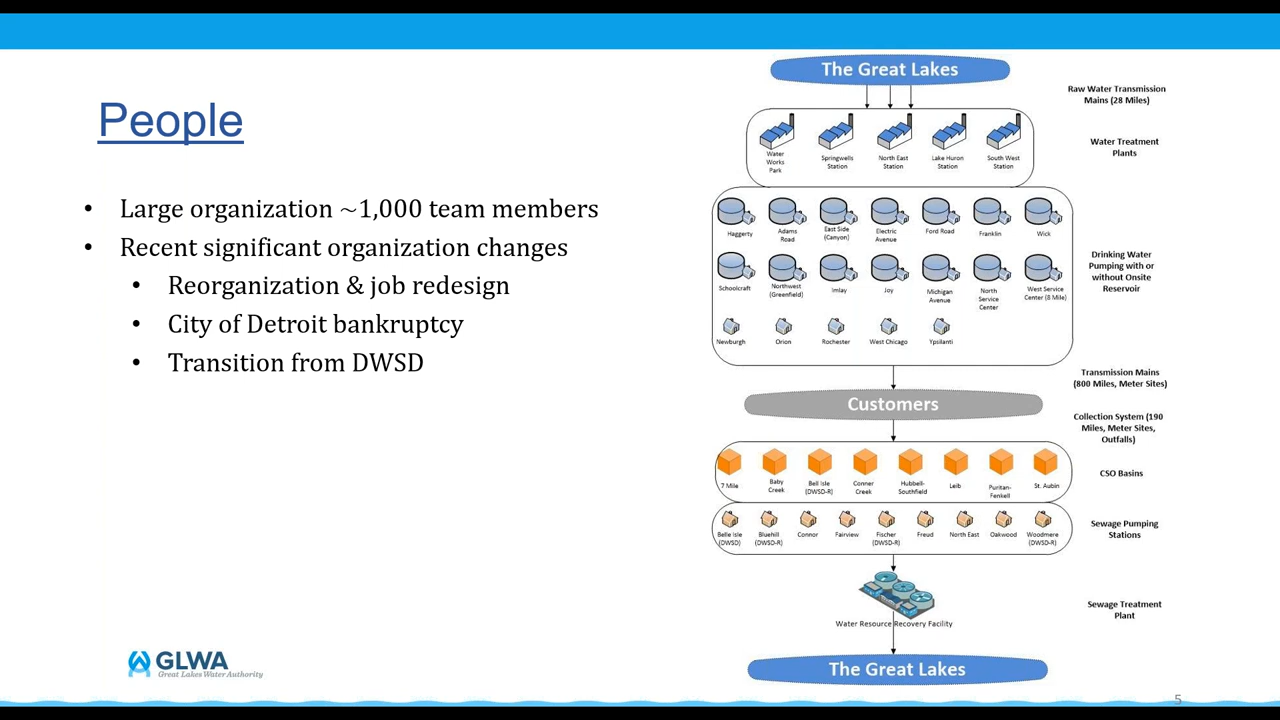 People
• Large organization ~1,000 team members
• Recent significant organization changes
• Reorganization & job redesign
• City of Detroit bankruptcy
• Transition from DWSD
GLWA
Great Lakes Water Authority
The Great Lakes
Raw Water Transmission
Mains (28 Miles)
Water
Works
Park
Springwells
Station
North East
Station
Lake Huron
Station
South West
Station
Water Treatment
Plants
Haggerty
Adams
Road
East Side
(Canyon)
Electric
Avenue
Ford Road
Franklin
Wick
Schoolcraft
Northwest
(Greenfield)
Imlay
Joy
Michigan
Avenue
North
Service
Center
West Service
Center (8 Mile)
Newburgh
Orion
Rochester
West Chicago
Ypsilanti
Drinking Water
Pumping with or
without Onsite
Reservoir
Transmission Mains
(800 Miles, Meter Sites)
Customers
Collection System (190
Miles, Meter Sites,
Outfalls)
7 Mile
Baby
Creek
Bell Isle
(DWSD-R)
Conner
Creek
Hubbell-
Southfield
Leib
Puritan-
Fenkell
St. Aubin
CSO Basins
Belle Isle
(DWSD)
Bluehill
(DWSD-R)
Connor
Fairview
Fischer
(DWSD-R)
Freud
North East
Oakwood
Woodmere
(DWSD-R)
Sewage Pumping
Stations
Water Resource Recovery Facility
Sewage Treatment
Plant
The Great Lakes
5